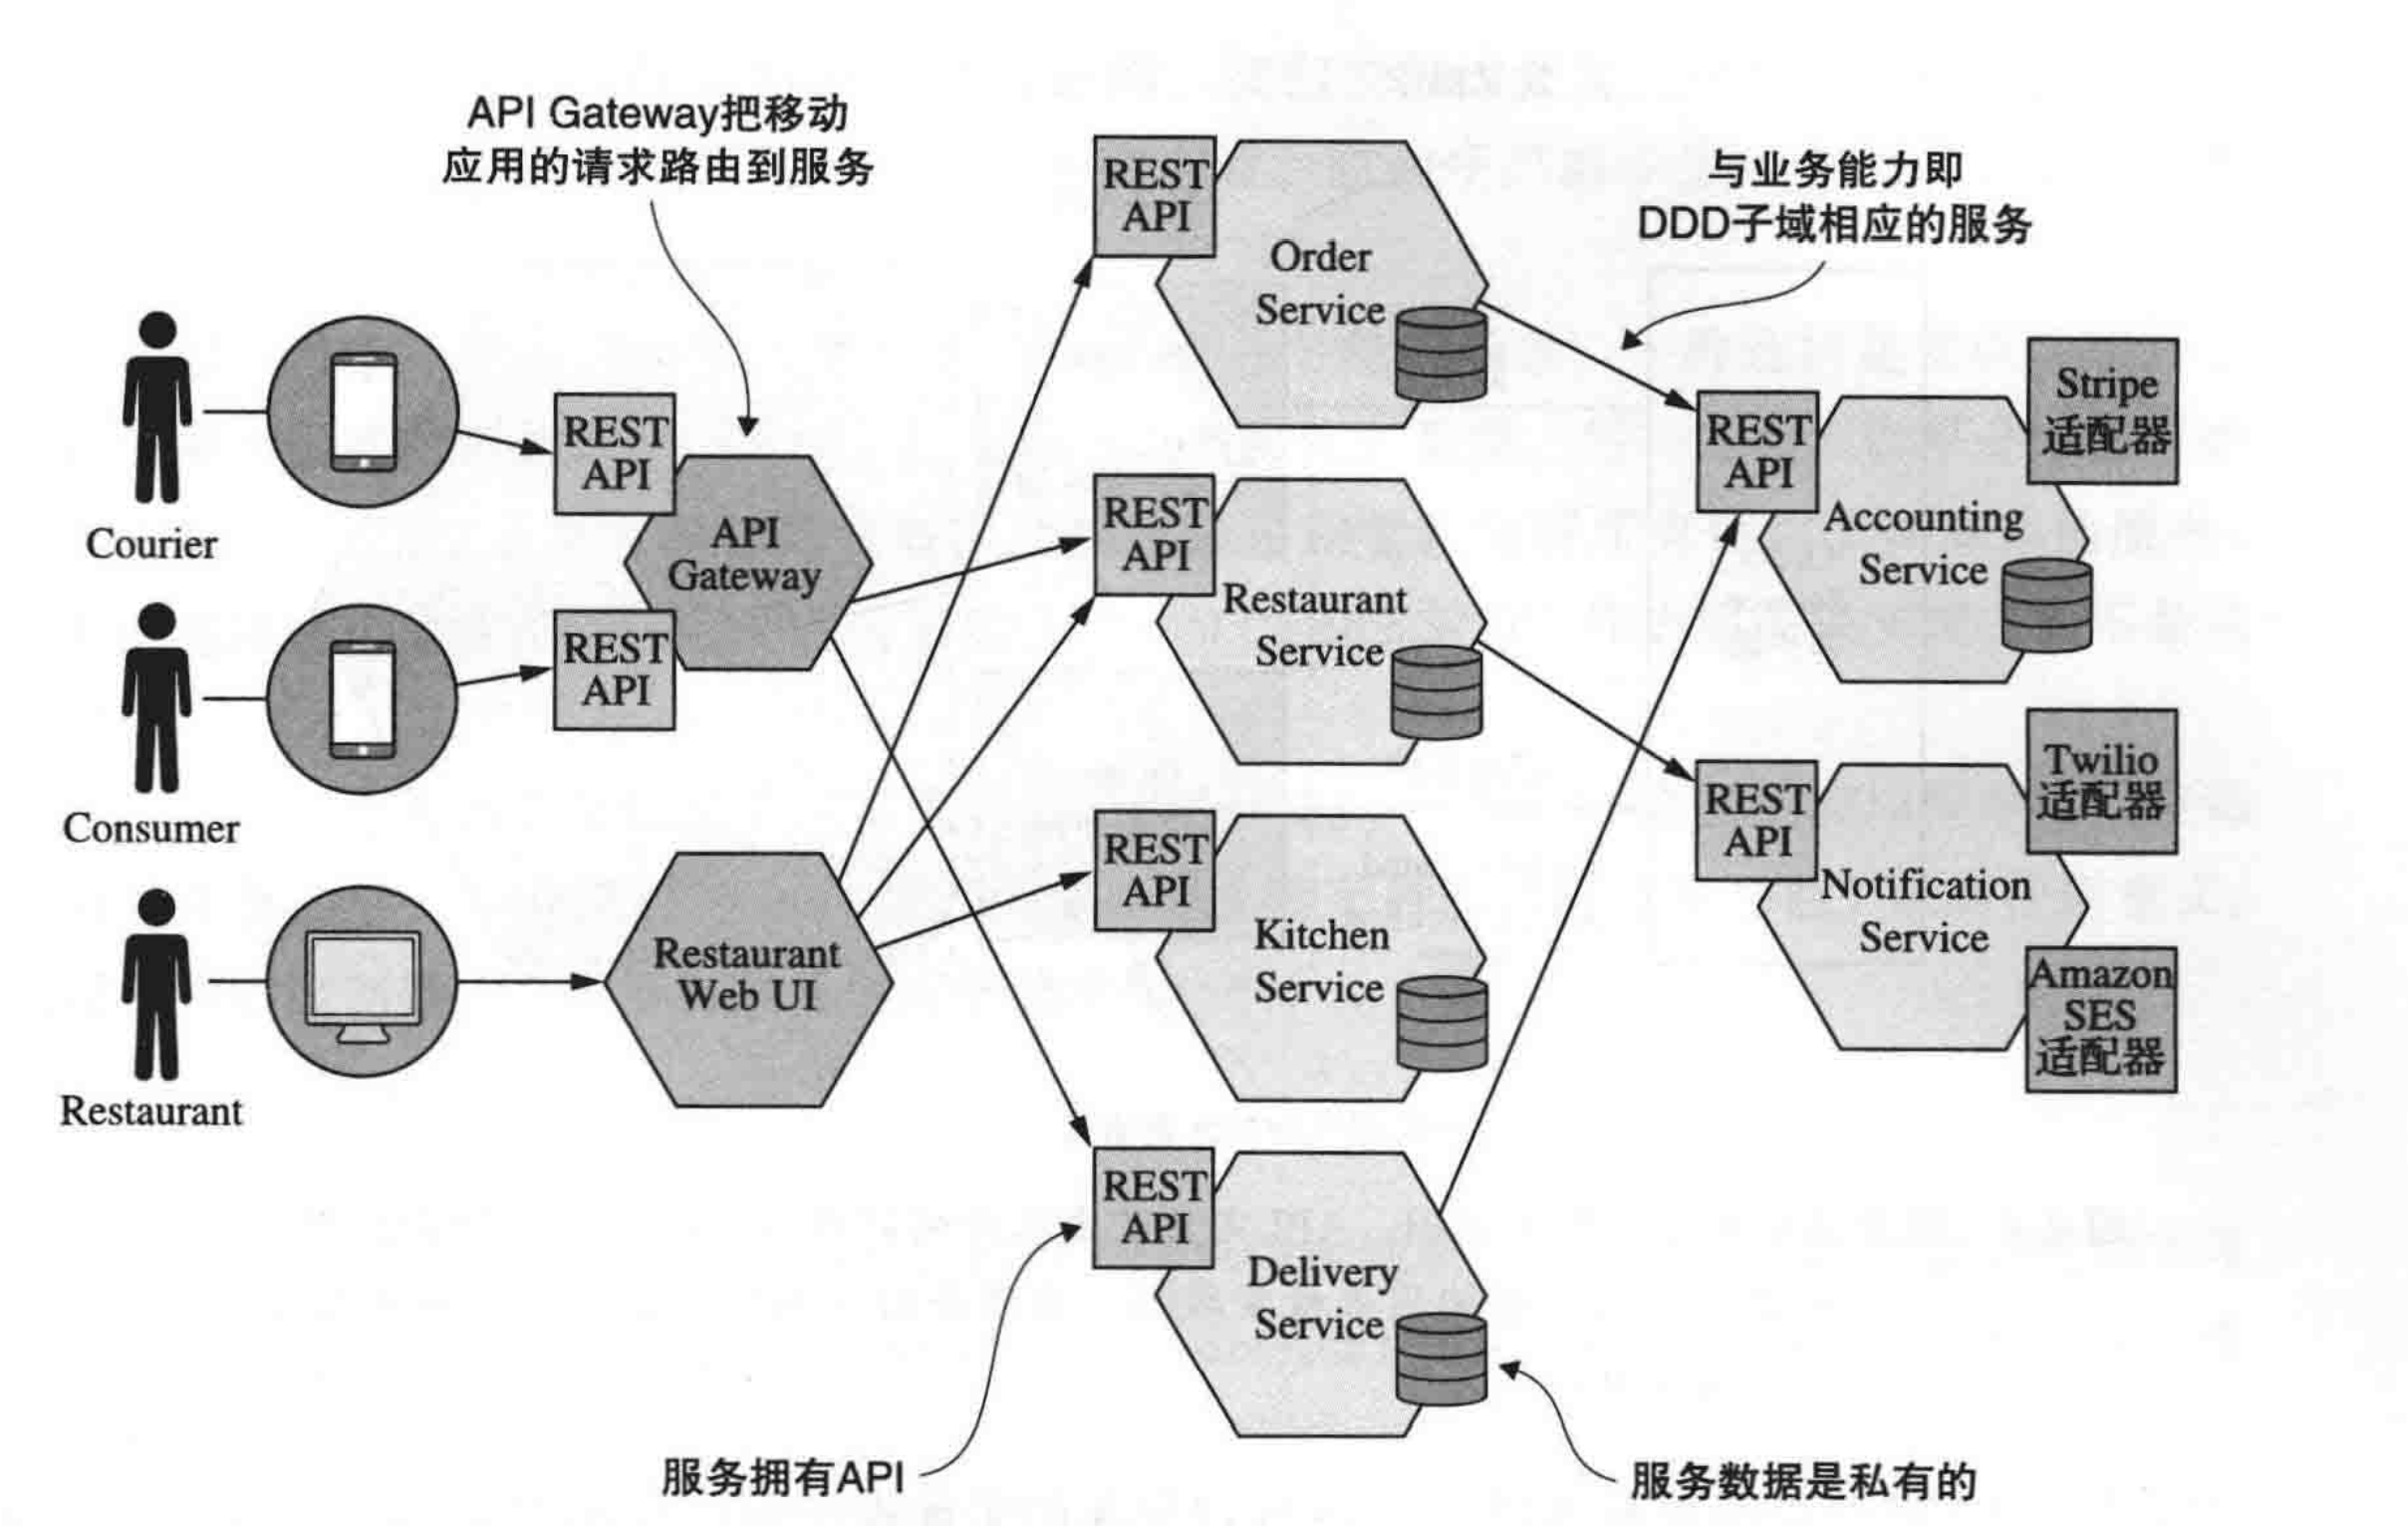 API Gateway把移动
应用的请求路由到服务
与业务能力即
DDD子域相应的服务
REST
API
Order
Service
Courier
REST
API
API
Gateway
REST
API
Consumer
REST
API
Restaurant
Service
REST
API
Accounting
Service
Stripe
适配器
Restaurant
Restaurant
Web UI
REST
API
Kitchen
Service
REST
API
Notification
Service
Twilio
适配器
Amazon
SES
适配器
REST
API
Delivery
Service
服务拥有API
服务数据是私有的